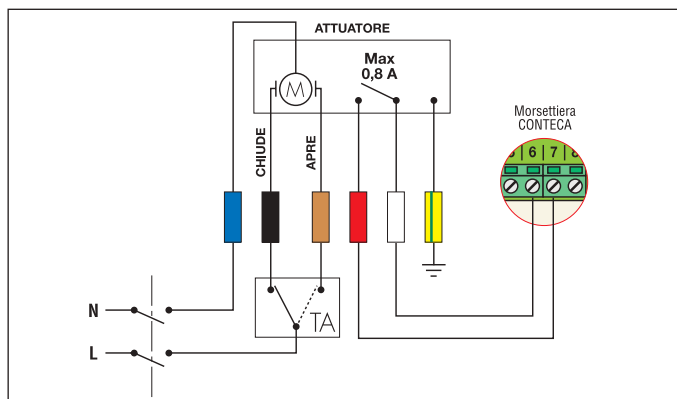 ATTUATORE
Max
0,8 A
M
CHIUDE
APRE
Morsettiera
CONTECA
6 | 7 |
TA
N
L